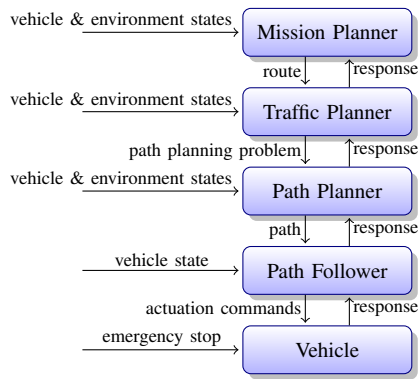 vehicle & environment states
Mission Planner
route
response
vehicle & environment states
Traffic Planner
path planning problem
response
vehicle & environment states
Path Planner
path
response
vehicle state
Path Follower
actuation commands
response
emergency stop
Vehicle